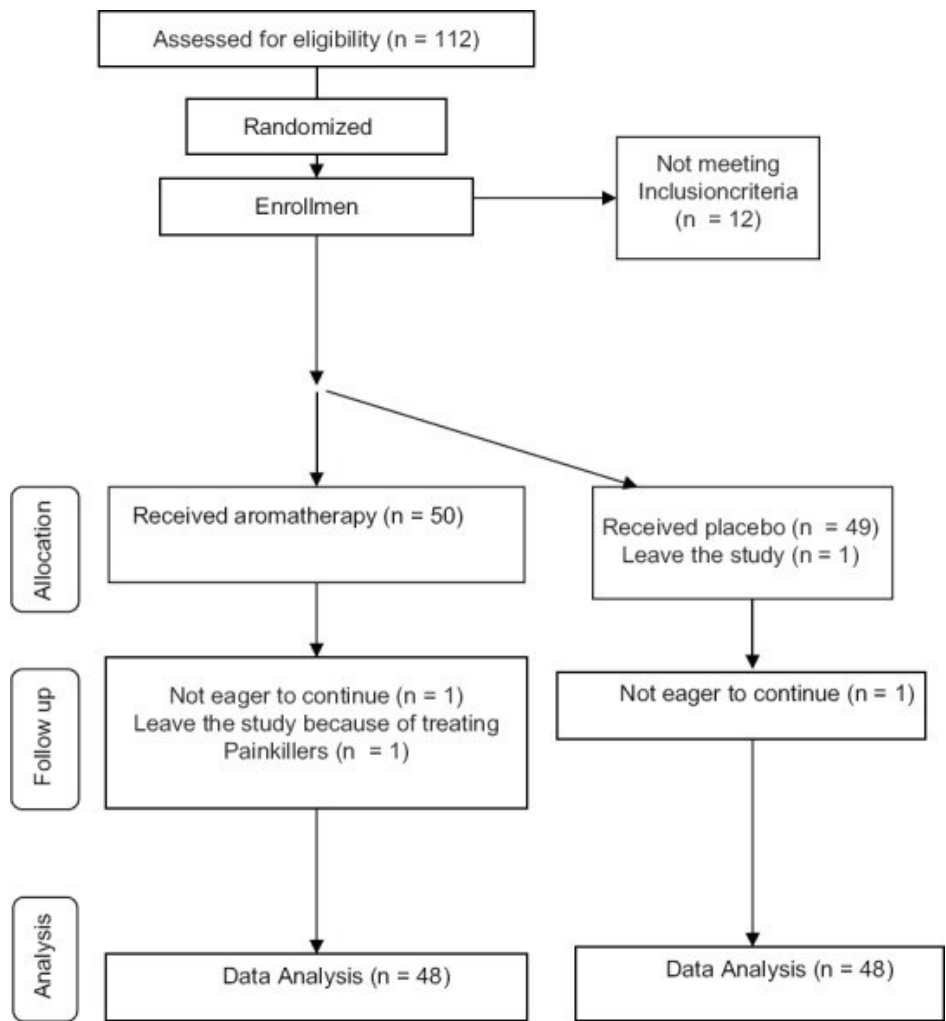 Assessed for eligibility (n = 112)
Randomized
Enrollmen
Not meeting
Inclusioncriteria
(n = 12)
Allocation
Received aromatherapy (n = 50)
Received placebo (n = 49)
Leave the study (n = 1)
Follow up
Not eager to continue (n = 1)
Leave the study because of treating
Painkillers (n = 1)
Not eager to continue (n = 1)
Analysis
Data Analysis (n = 48)
Data Analysis (n = 48)